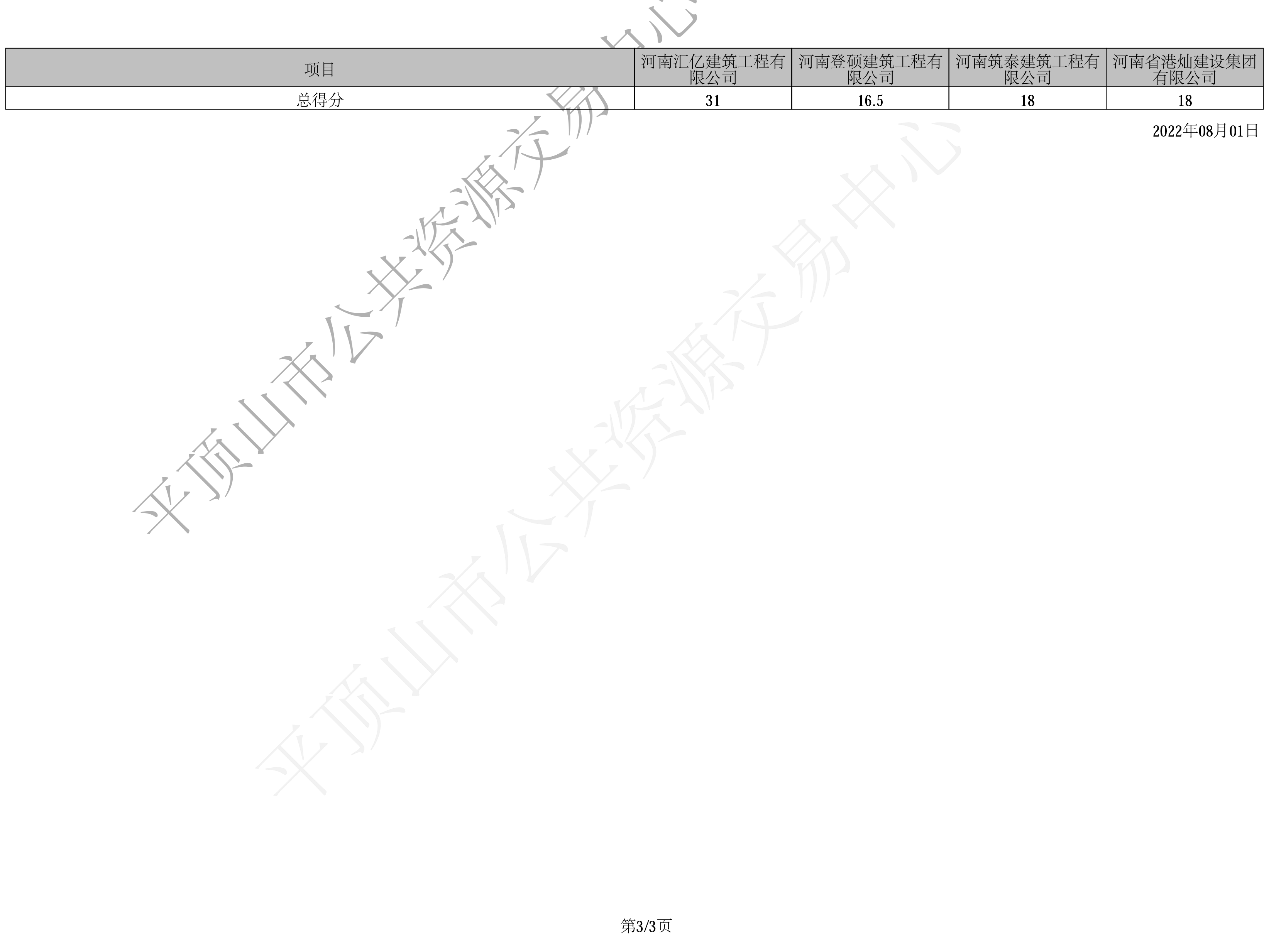 项目
河南汇亿建筑工程有
限公司
河南登硕建筑工程有
限公司
河南筑泰建筑工程有
限公司
河南省港灿建设集团
有限公司
总得分
31
16.5
18
18
2022年08月01日
平顶山市公共资源交易中心
平顶山市公共资源交易中心
第3/3页